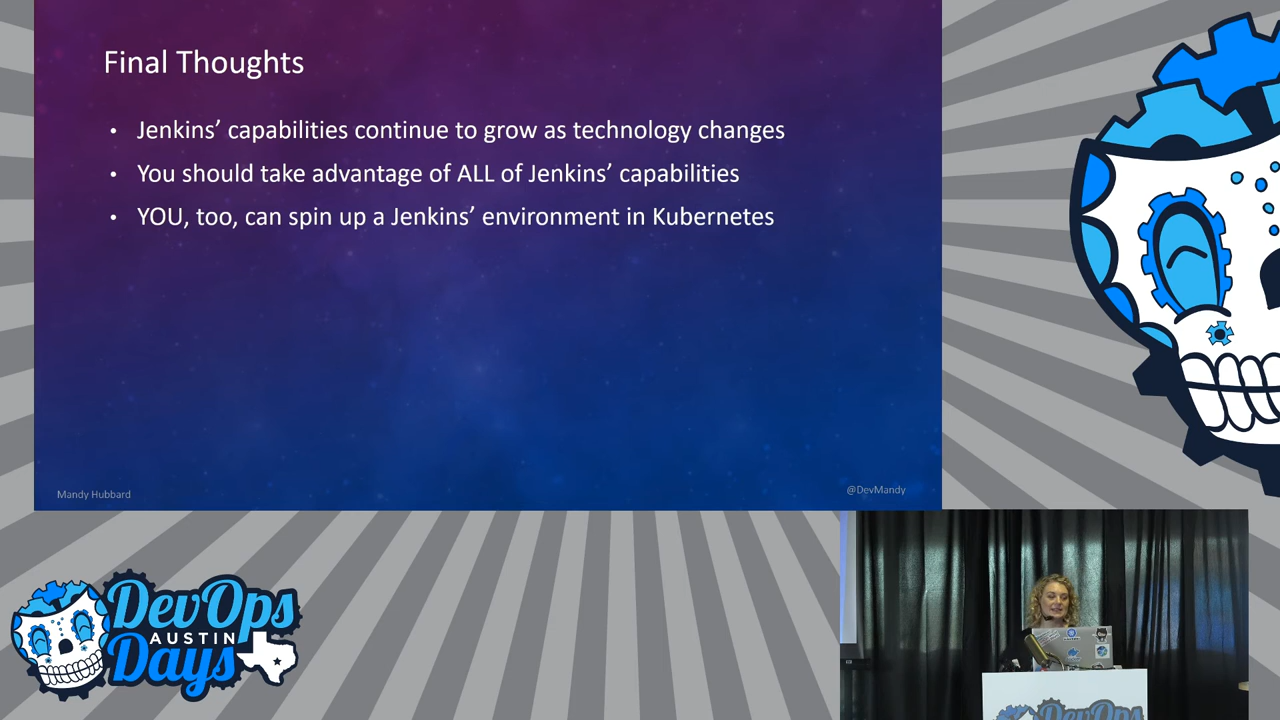 Final Thoughts
• Jenkins’ capabilities continue to grow as technology changes
• You should take advantage of ALL of Jenkins’ capabilities
• YOU, too, can spin up a Jenkins’ environment in Kubernetes
Mandy Hubbard
@DevMandy
DevOps
AUSTIN
Days
DevOps